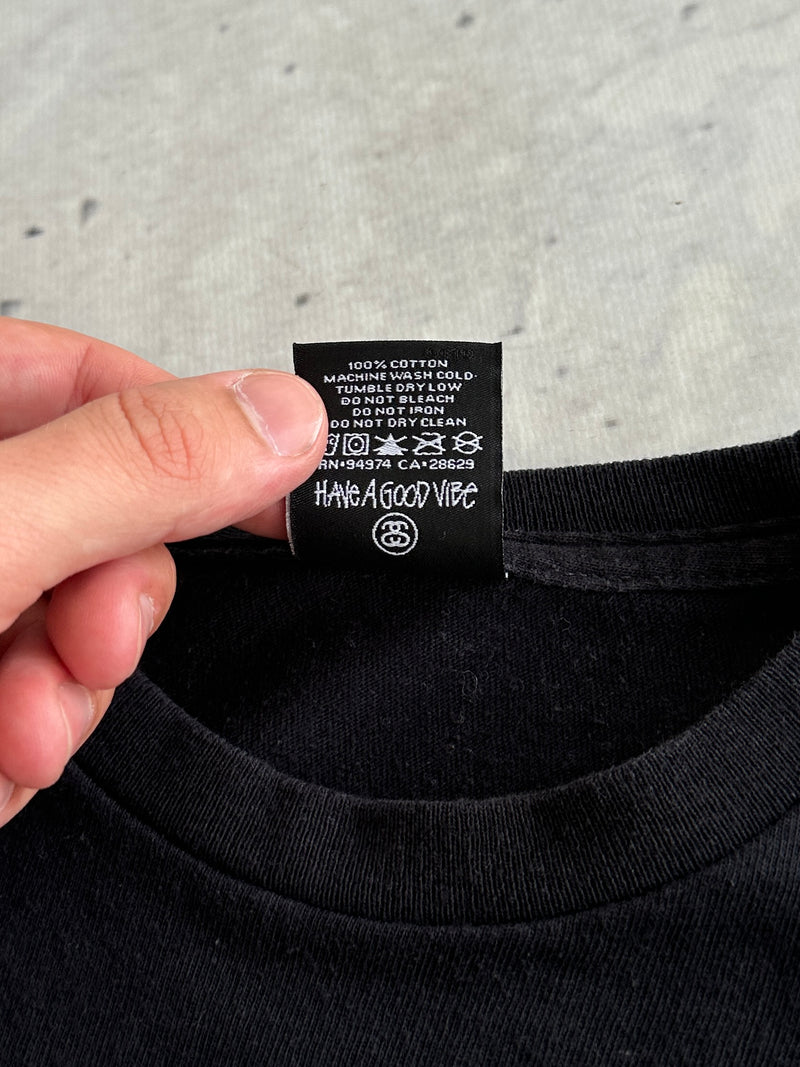 100% COTTON
MACHINE WASH COLD
TUMBLE DRY LOW
DO NOT BLEACH
DO NOT IRON
DO NOT DRY CLEAN
RN•94974 CA•28629
HAVE A GOOD VIBE